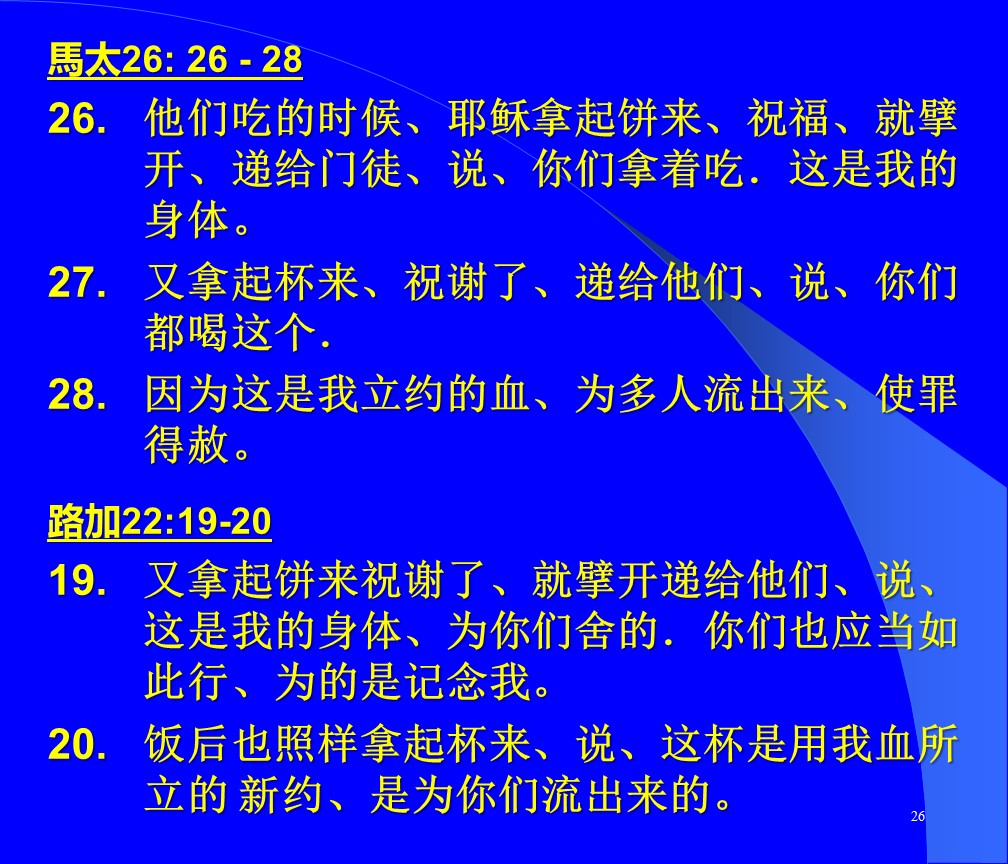 馬太26: 26 - 28
26. 他们吃的时候、耶稣拿起饼来、祝福、就擘
开、递给门徒、说、你们拿着吃．这是我的
身体。
27. 又拿起杯来、祝谢了、递给他们、说、你们
都喝这个．
28. 因为这是我立约的血、为多人流出来、使罪
得赦。
路加22:19-20
19. 又拿起饼来祝谢了、就擘开递给他们、说、
这是我的身体、为你们舍的．你们也应当如
此行、为的是记念我。
20. 饭后也照样拿起杯来、说、这杯是用我血所
立的 新约、是为你们流出来的。
26